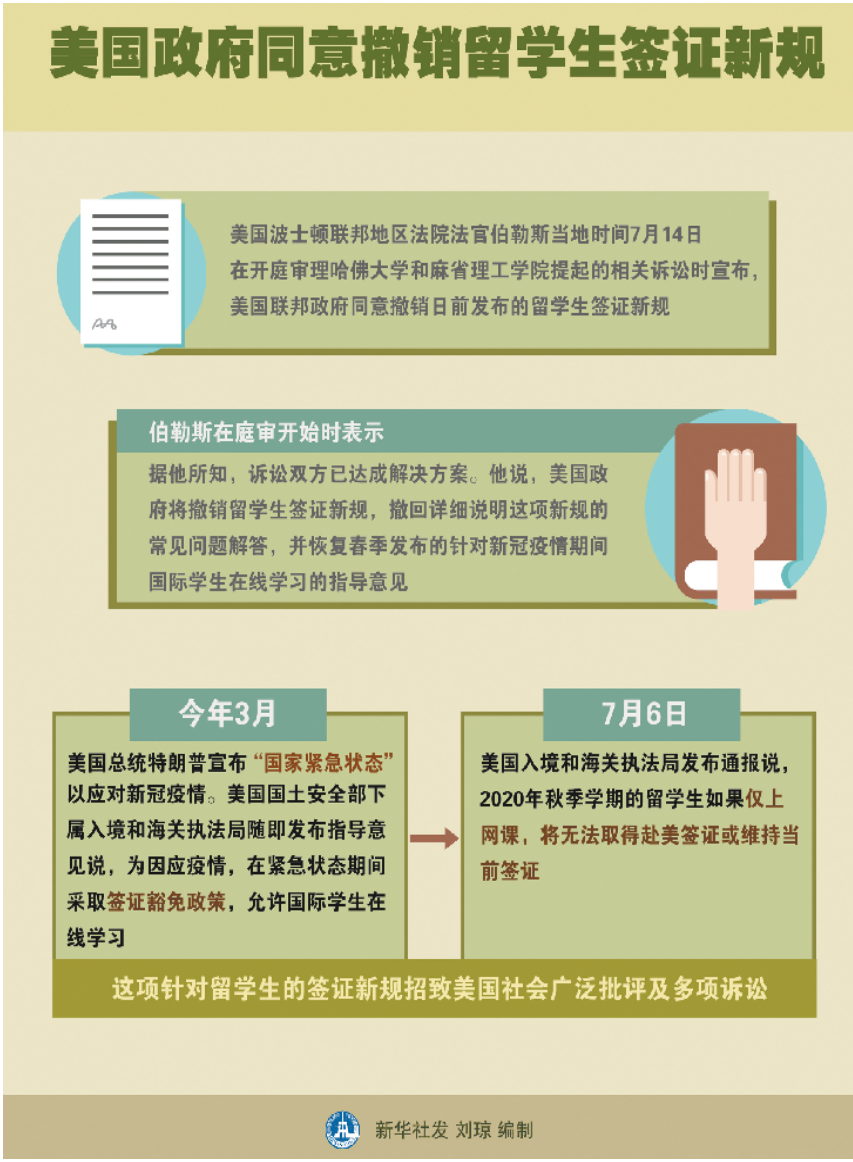 美国政府同意撤销留学生签证新规
美国波士顿联邦地区法院法官伯勒斯当地时间7月14日
在开庭审理哈佛大学和麻省理工学院提起的相关诉讼时宣布，
美国联邦政府同意撤销日前发布的留学生签证新规
伯勒斯在庭审开始时表示
据他所知，诉讼双方已达成解决方案。他说，美国政
府将撤销留学生签证新规，撤回详细说明这项新规的
常见问题解答，并恢复春季发布的针对新冠疫情期间
国际学生在线学习的指导意见
今年3月
美国总统特朗普宣布“国家紧急状态”
以应对新冠疫情。美国国土安全部下
属入境和海关执法局随即发布指导意
见说，为因应疫情，在紧急状态期间
采取签证豁免政策，允许国际学生在
线学习
7月6日
美国入境和海关执法局发布通报说，
2020年秋季学期的留学生如果仅上
网课，将无法取得赴美签证或维持当
前签证
这项针对留学生的签证新规招致美国社会广泛批评及多项诉讼
新华社发 刘琼 编制